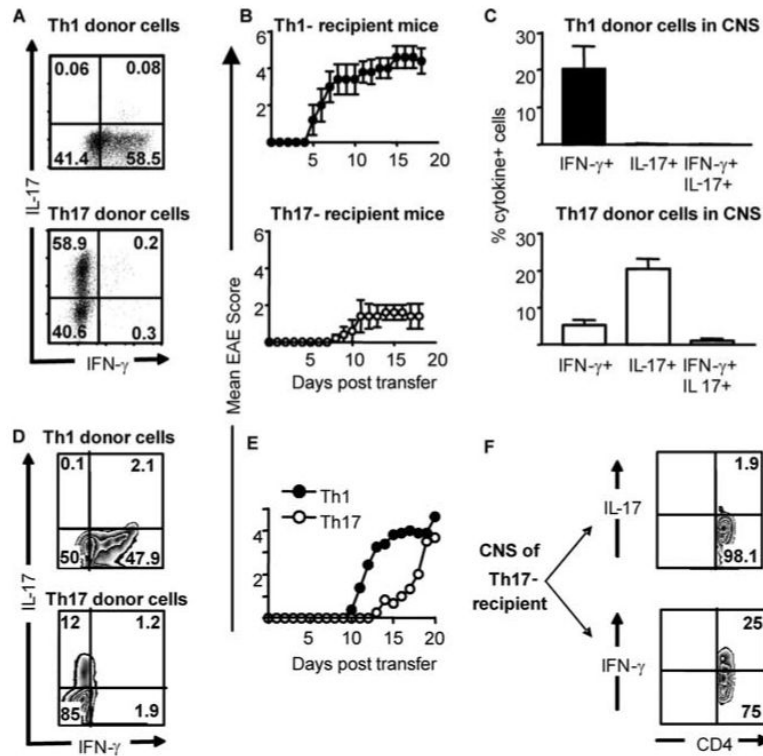 A
Th1 donor cells
0.06 0.08
41.4 58.5
Th17 donor cells
58.9 0.2
40.6 0.3
IL-17
IFN-γ
B
Th1- recipient mice
6
4
2
5 10 15 20
Th17- recipient mice
6
4
2
0 5 10 15 20
Mean EAE Score
Days post transfer
C
Th1 donor cells in CNS
30
20
10
IFN-γ+ IL-17+ IFN-γ+
IL-17+
Th17 donor cells in CNS
30
20
10
IFN-γ+ IL-17+ IFN-γ+
IL 17+
% cytokine+ cells
D
Th1 donor cells
0.1 2.1
50 47.9
Th17 donor cells
12 1.2
85 1.9
IL-17
IFN-γ
E
Th1
Th17
4
2
0 5 10 15 20
Days post transfer
F
CNS of
Th17-
recipient
IL-17
1.9
98.1
IFN-γ
25
75
CD4